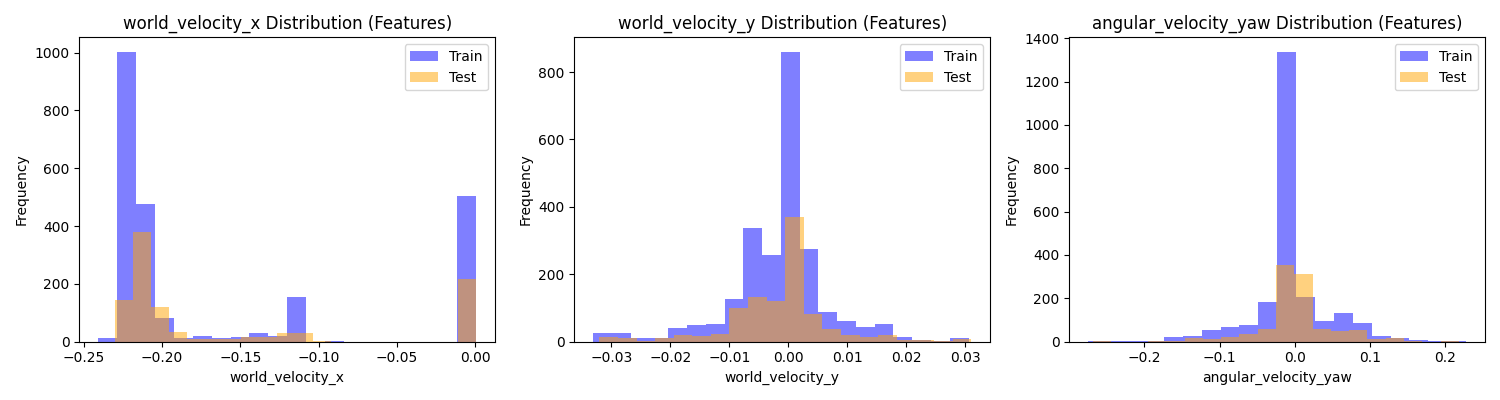 world_velocity_x Distribution (Features)
1000
800
600
400
200
0
Frequency
−0.25
−0.20
−0.15
−0.10
−0.05
0.00
world_velocity_x
Train
Test
world_velocity_y Distribution (Features)
800
600
400
200
0
Frequency
−0.03
−0.02
−0.01
0.00
0.01
0.02
0.03
world_velocity_y
Train
Test
angular_velocity_yaw Distribution (Features)
1400
1200
1000
800
600
400
200
0
Frequency
−0.2
−0.1
0.0
0.1
0.2
angular_velocity_yaw
Train
Test